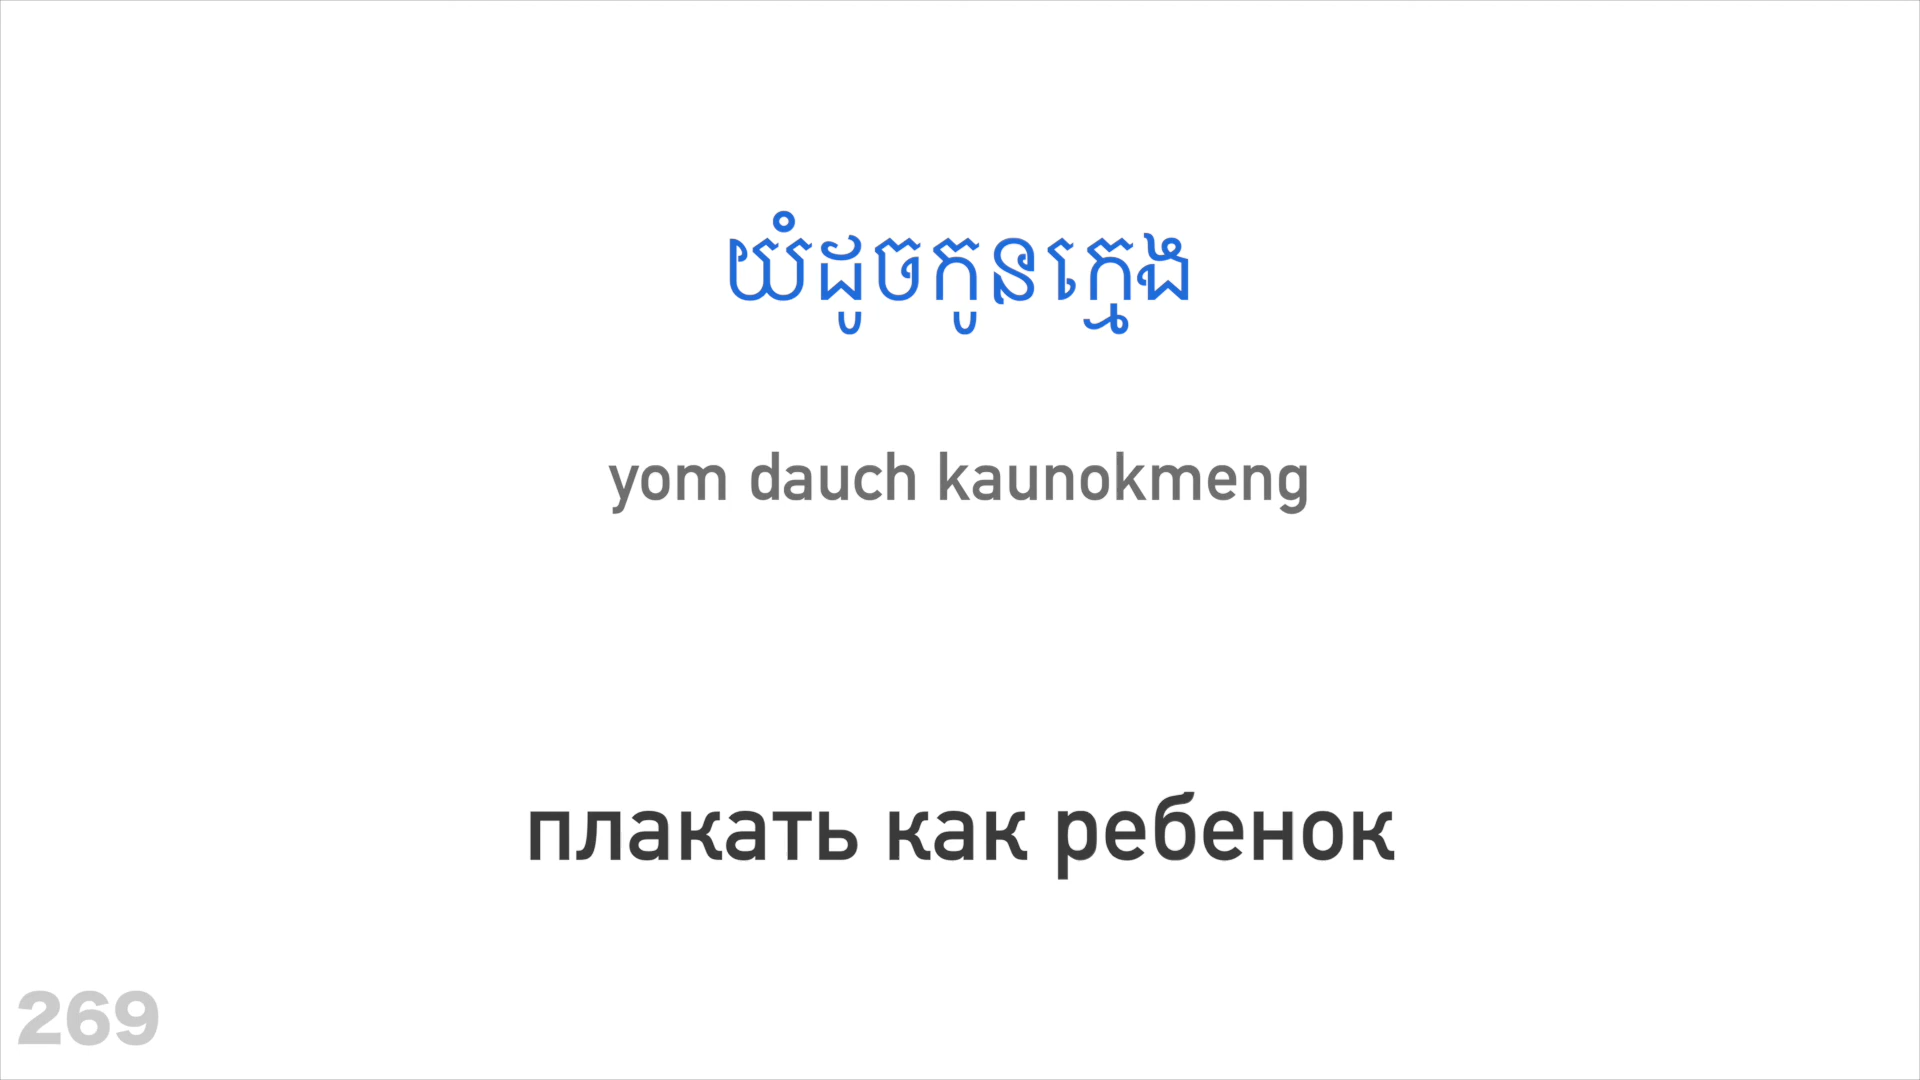 យំដូចកូនក្មេង
yom dauch kaunokmeng
плакать как ребенок
269